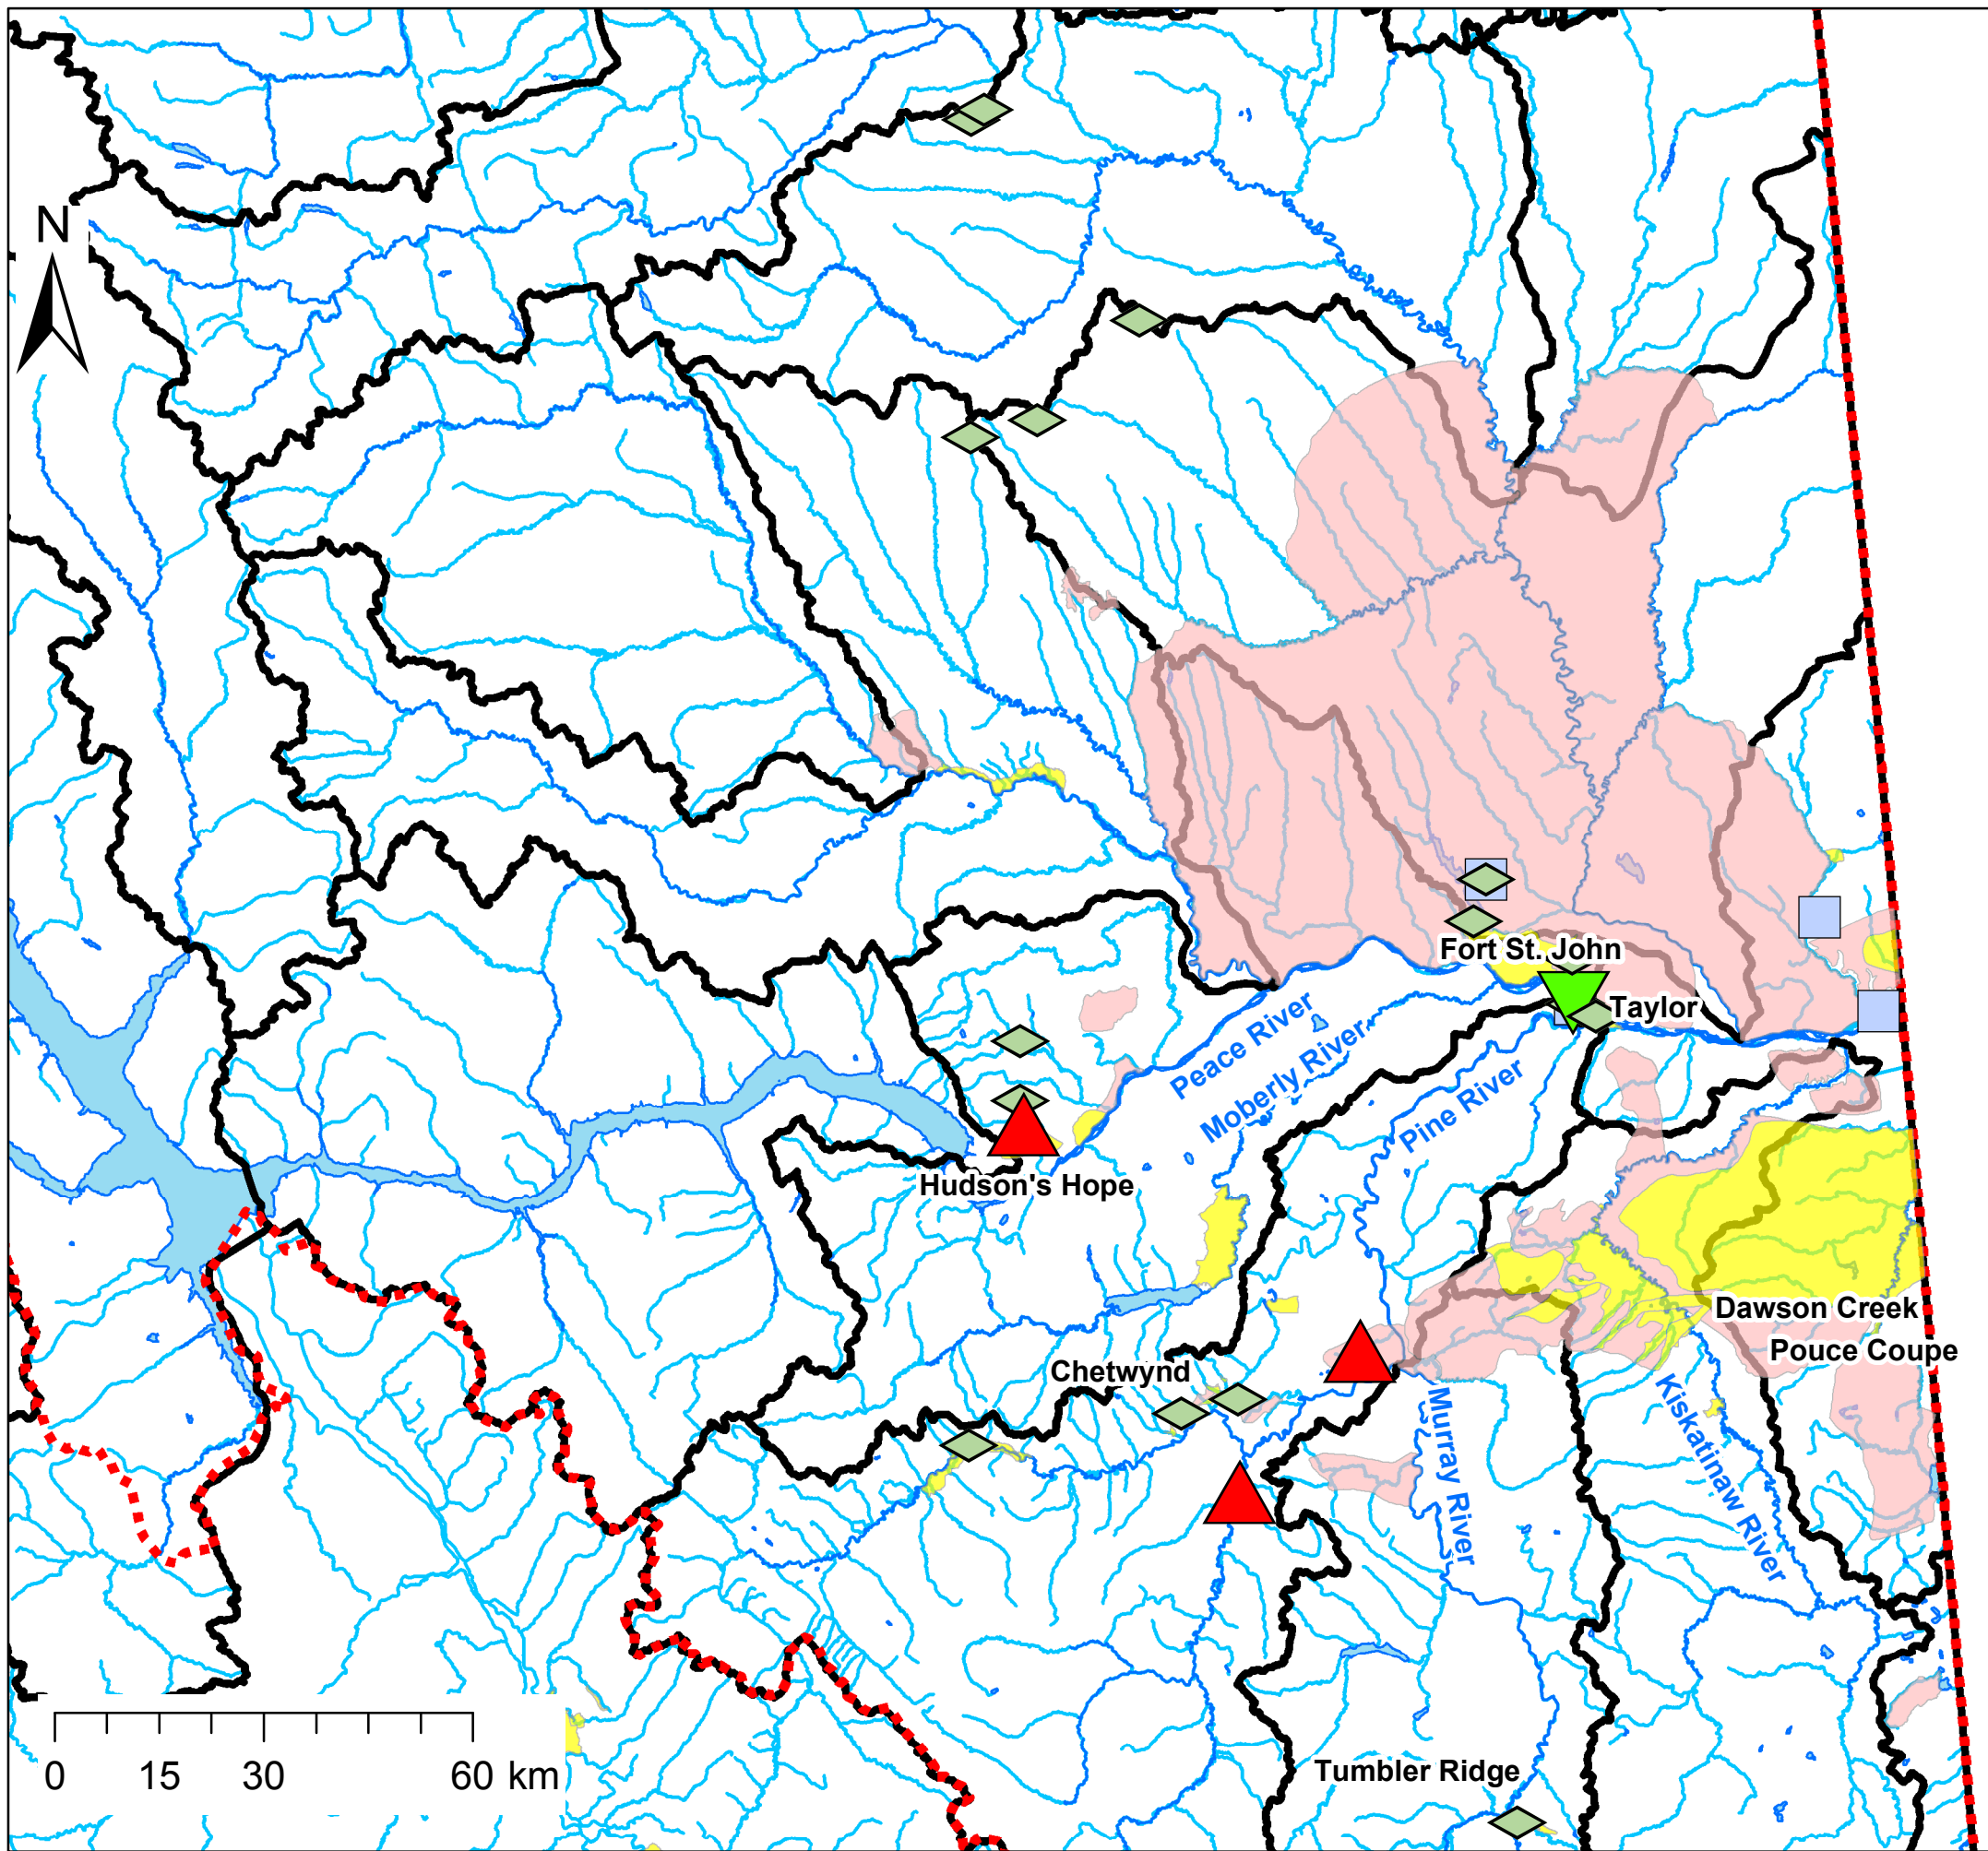 N
Fort St. John
Taylor
Peace River
Moberly River
Pine River
Hudson's Hope
Dawson Creek
Pouce Coupe
Chetwynd
Murray River
Kiskatinaw River
Tumbler Ridge
0 15 30 60 km